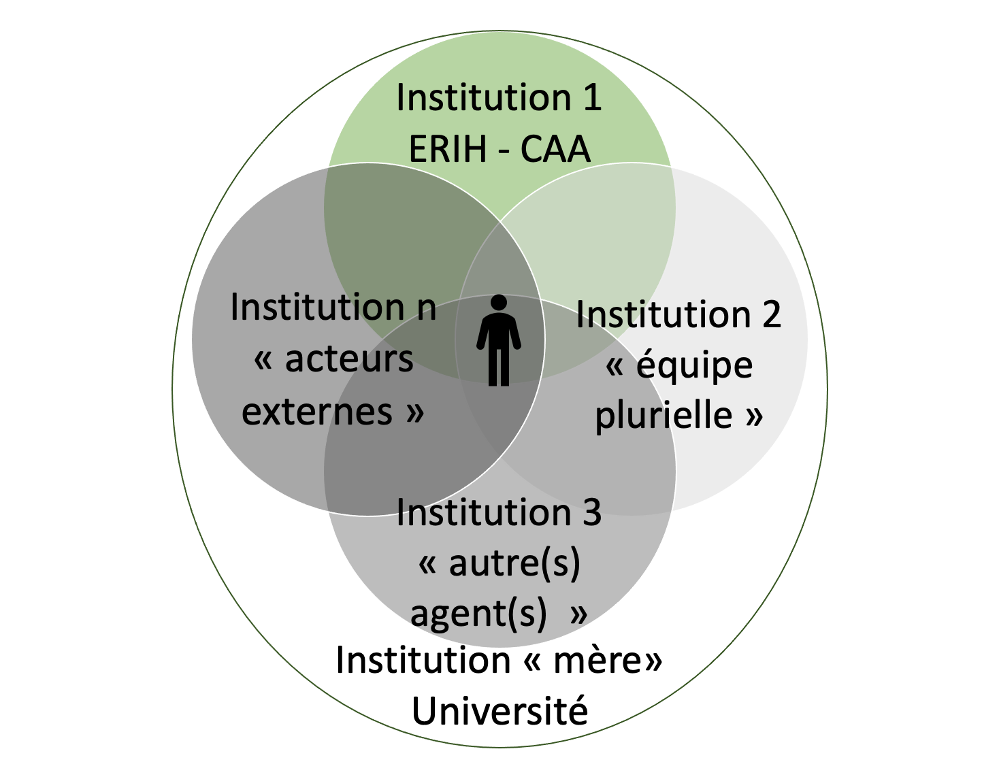 Institution 1
ERIH - CAA
Institution n
« acteurs
externes »
Institution 2
« équipe
plurielle »
Institution 3
« autre(s)
agent(s)  »
Institution « mère»
Université